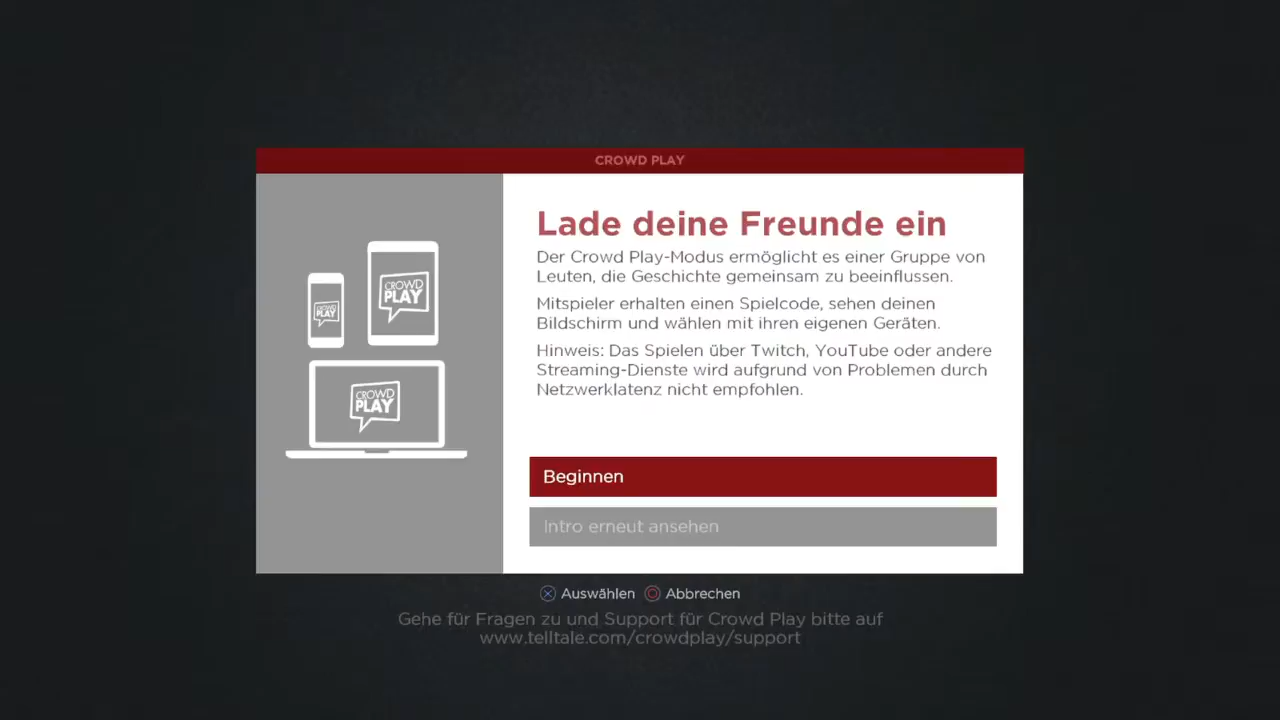 CROWD PLAY
CROWD
PLAY
CROWD
PLAY
CROWD
PLAY
Lade deine Freunde ein
Der Crowd Play-Modus ermöglicht es einer Gruppe von
Leuten, die Geschichte gemeinsam zu beeinflussen.
Mitspieler erhalten einen Spielcode, sehen deinen
Bildschirm und wählen mit ihren eigenen Geräten.
Hinweis: Das Spielen über Twitch, YouTube oder andere
Streaming-Dienste wird aufgrund von Problemen durch
Netzwerklatenz nicht empfohlen.
Beginnen
Intro erneut ansehen
Auswählen Abbrechen
Gehe für Fragen zu und Support für Crowd Play bitte auf
www.telltale.com/crowdplay/support